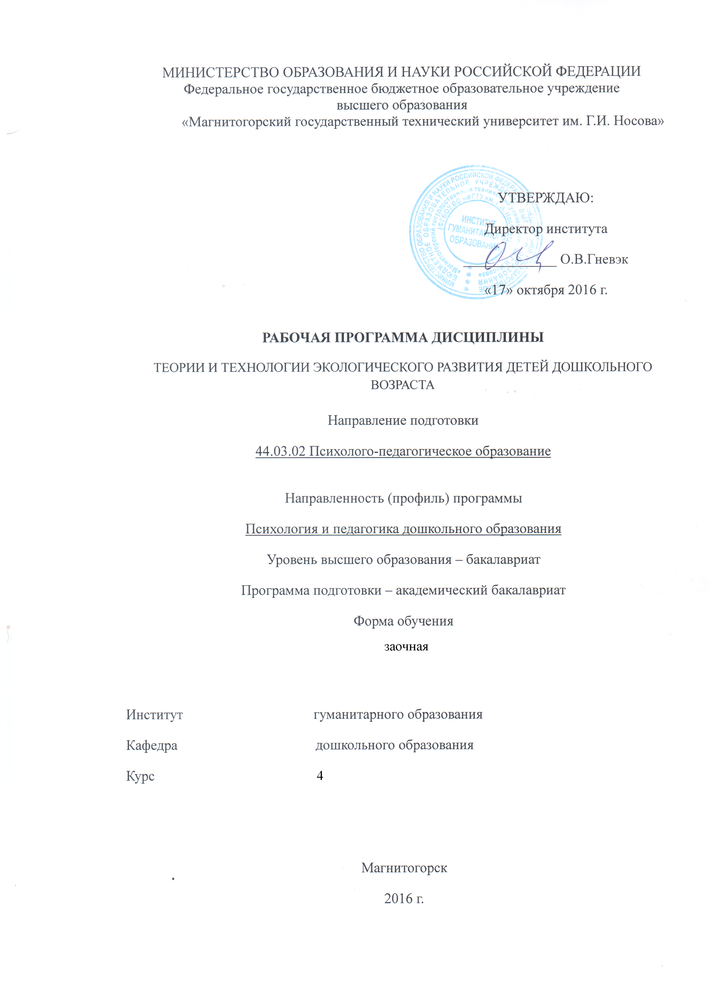 МИНИСТЕРСТВО ОБРАЗОВАНИЯ И НАУКИ РОССИЙСКОЙ ФЕДЕРАЦИИ
Федеральное государственное бюджетное образовательное учреждение
высшего образования
«Магнитогорский государственный технический университет им. Г.И. Носова»
УТВЕРЖДАЮ:
Директор института
О.В.Гневэк
«17» октября 2016 г.
ИНСТИТУТ
ГУМАНИТАРНОГО
ОБРАЗОВАНИЯ
РАБОЧАЯ ПРОГРАММА ДИСЦИПЛИНЫ
ТЕОРИИ И ТЕХНОЛОГИИ ЭКОЛОГИЧЕСКОГО РАЗВИТИЯ ДЕТЕЙ ДОШКОЛЬНОГО
ВОЗРАСТА
Направление подготовки
44.03.02 Психолого-педагогическое образование
Направленность (профиль) программы
Психология и педагогика дошкольного образования
Уровень высшего образования – бакалавриат
Программа подготовки – академический бакалавриат
Форма обучения
заочная
Институт гуманитарного образования
Кафедра дошкольного образования
Курс 4
Магнитогорск
2016 г.